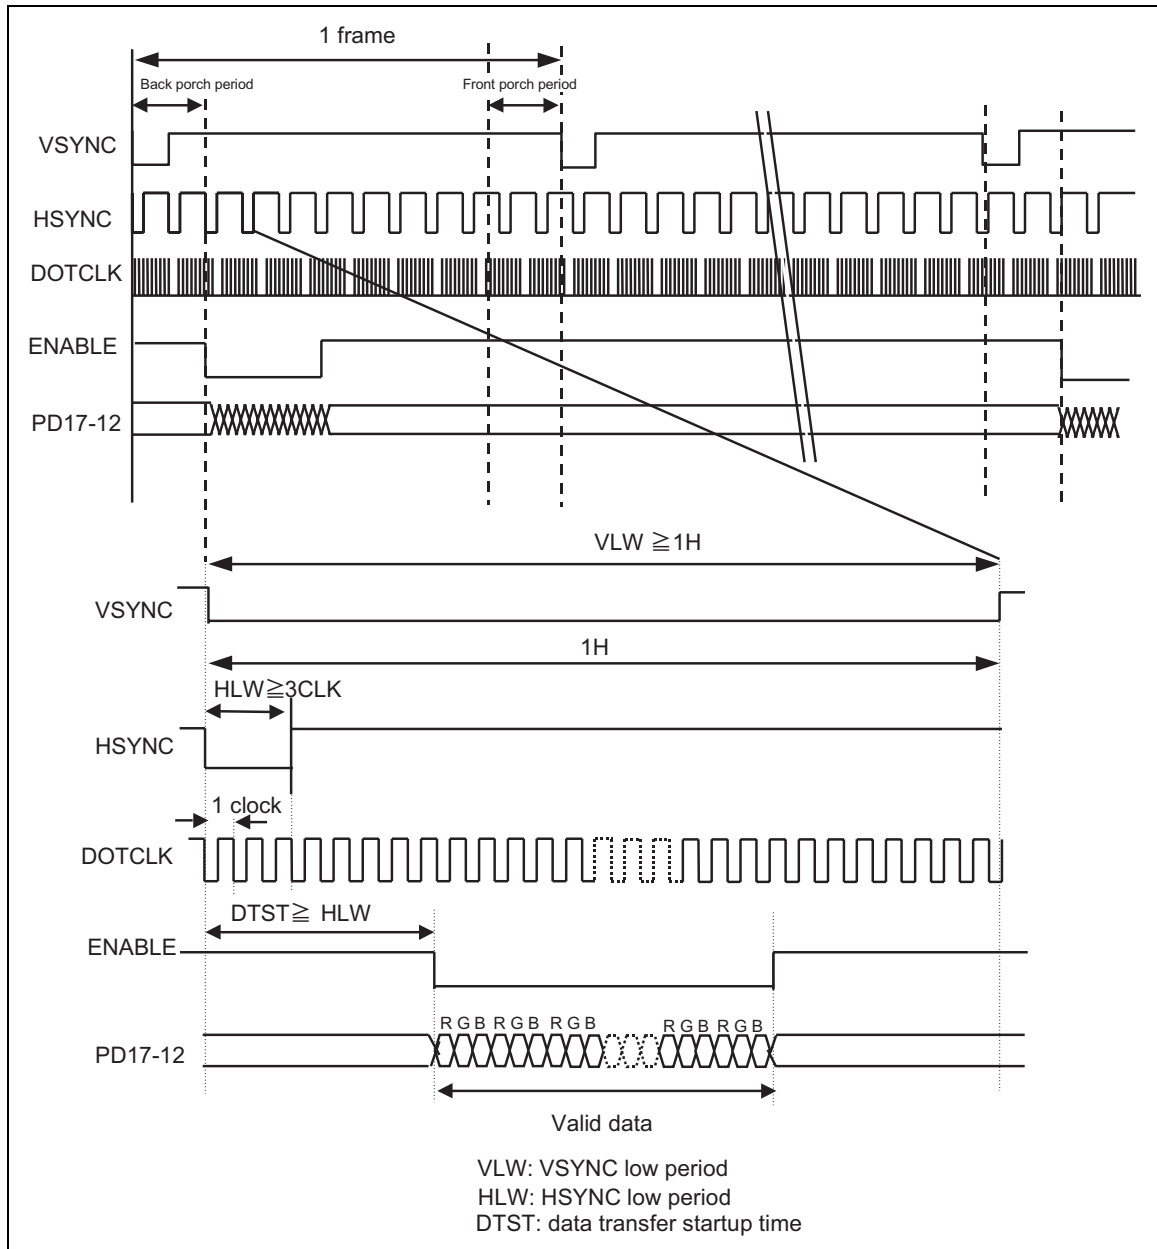 1 frame
Back porch period
Front porch period
VSYNC
HSYNC
DOTCLK
ENABLE
PD17-12
VLW ≧1H
VSYNC
1H
HLW≧3CLK
HSYNC
1 clock
DOTCLK
DTST≧ HLW
ENABLE
R G B R G B R G B R G B R G B
PD17-12
Valid data
VLW: VSYNC low period
HLW: HSYNC low period
DTST: data transfer startup time